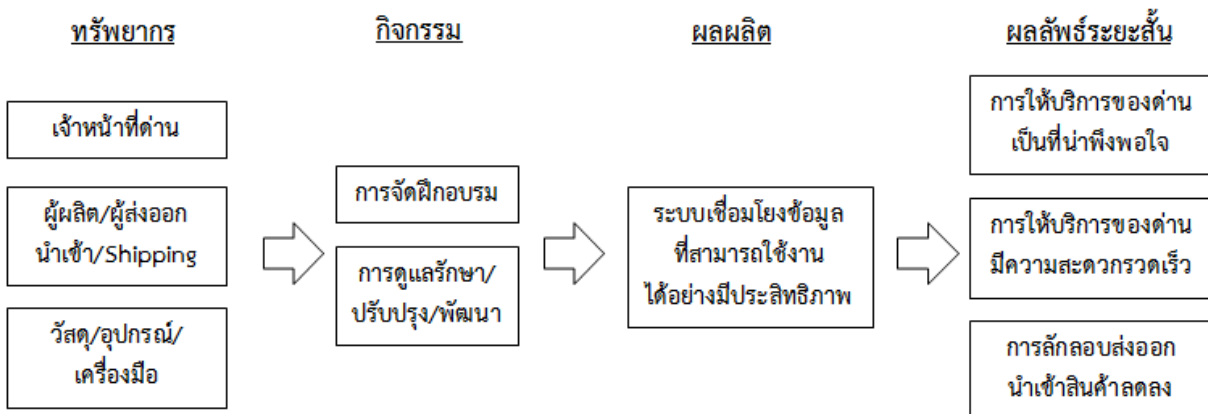 ทรัพยากร
เจ้าหน้าที่ด่าน
ผู้ผลิต/ผู้ส่งออก
นำเข้า/Shipping
วัสดุ/อุปกรณ์/
เครื่องมือ
กิจกรรม
การจัดฝึกอบรม
การดูแลรักษา/
ปรับปรุง/พัฒนา
ผลผลิต
ระบบเชื่อมโยงข้อมูล
ที่สามารถใช้งาน
ได้อย่างมีประสิทธิภาพ
ผลลัพธ์ระยะสั้น
การให้บริการของด่าน
เป็นที่น่าพึงพอใจ
การให้บริการของด่าน
มีความสะดวกรวดเร็ว
การลักลอบส่งออก
นำเข้าสินค้าลดลง